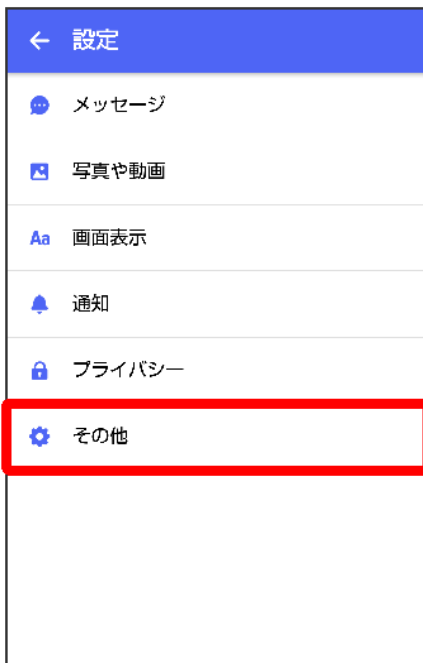 設定
メッセージ
写真や動画
Aa 画面表示
通知
プライバシー
その他